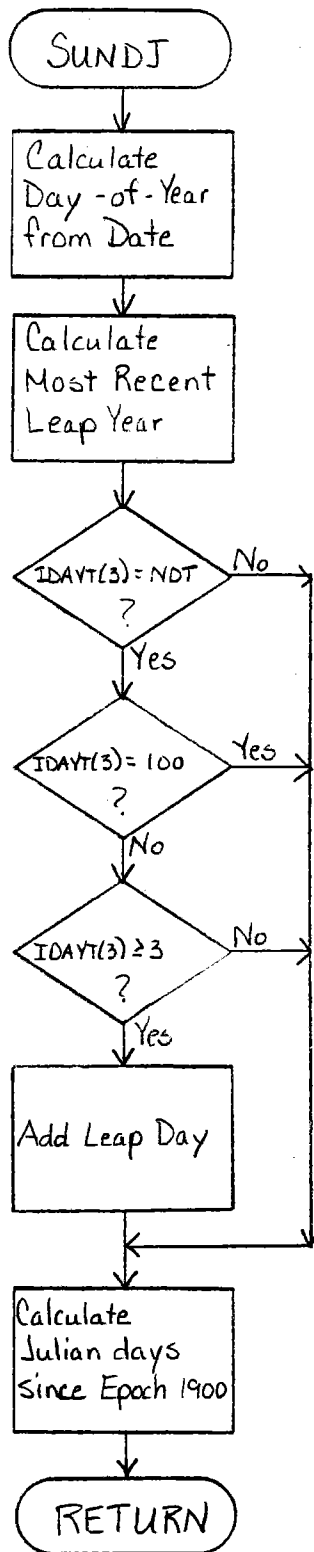 SUNDJ
Calculate
Day-of-Year
from Date
Calculate
Most Recent
Leap Year
IDAYT(3) = NDT
?
No
Yes
IDAYT(3) = 100
?
Yes
No
IDAYT(3) ≥ 3
?
No
Yes
Add Leap Day
Calculate
Julian days
since Epoch 1900
RETURN